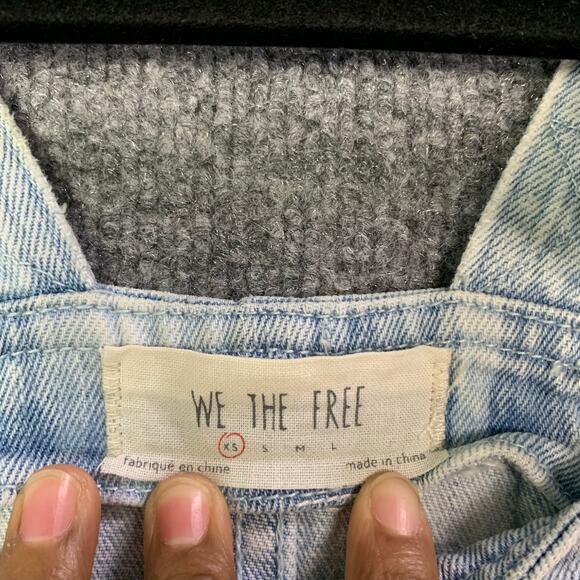 WE THE FREE
XS S M L
fabriqué en chine made in china